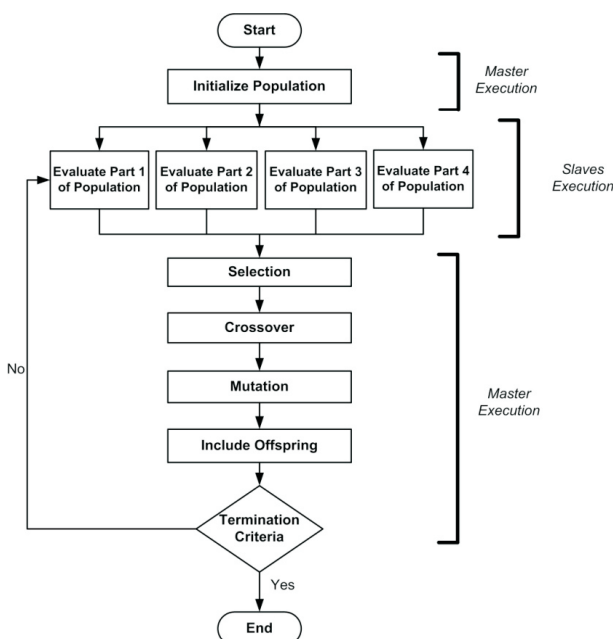 Start
Initialize Population
Master
Execution
Evaluate Part 1
of Population
Evaluate Part 2
of Population
Evaluate Part 3
of Population
Evaluate Part 4
of Population
Slaves
Execution
Selection
Crossover
No
Mutation
Master
Execution
Include Offspring
Termination
Criteria
Yes
End